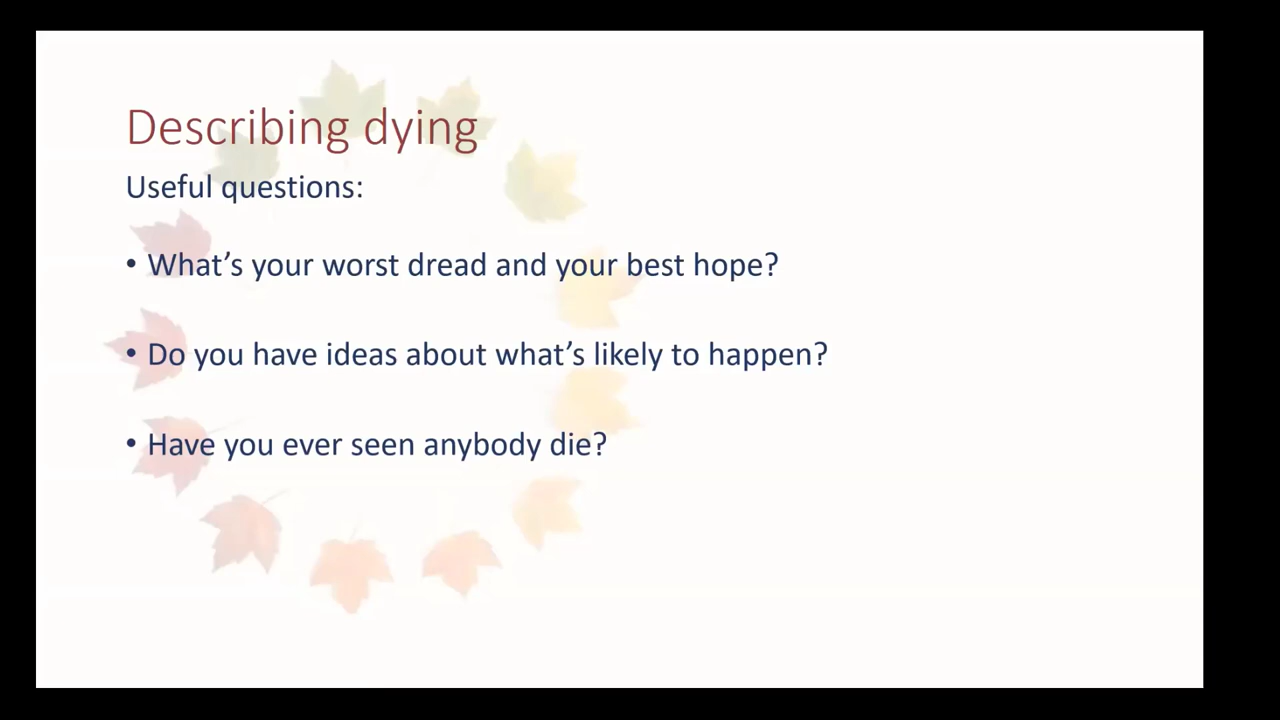 Describing dying
Useful questions:
• What’s your worst dread and your best hope?
• Do you have ideas about what’s likely to happen?
• Have you ever seen anybody die?